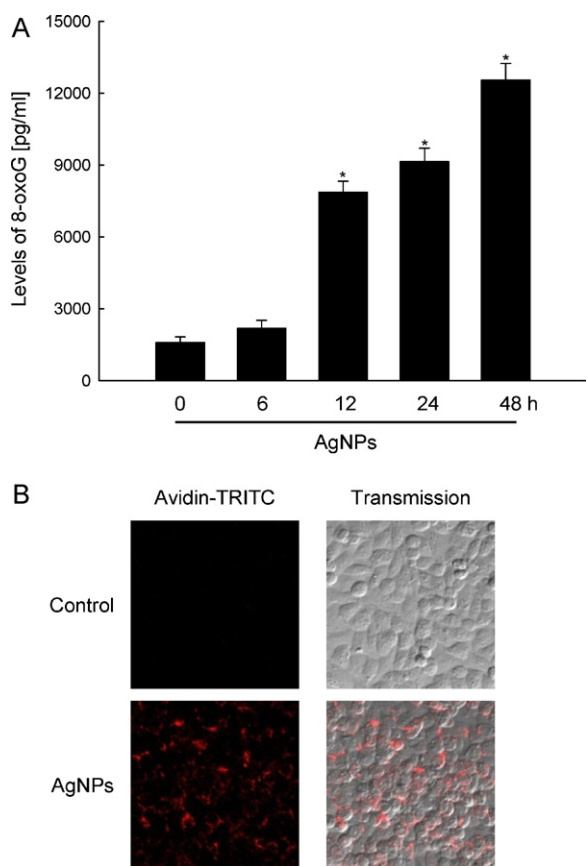 A
Levels of 8-oxoG [pg/ml]
15000
12000
9000
6000
3000
0
* * *
0 6 12 24 48 h
AgNPs
B
Avidin-TRITC Transmission
Control
AgNPs